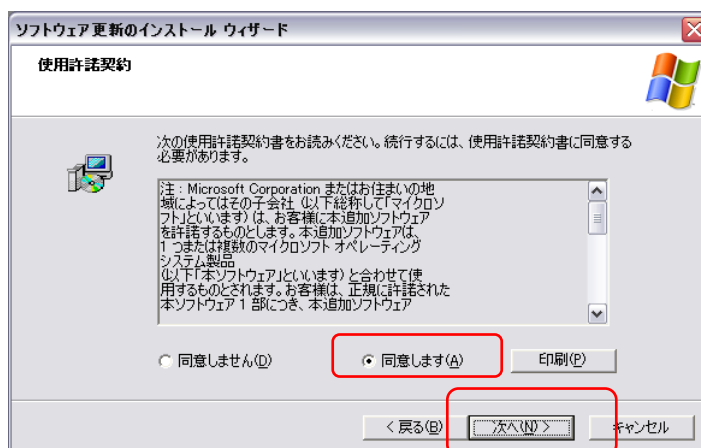 ソフトウェア更新のインストール ウィザード
使用許諾契約
次の使用許諾契約書をお読みください。続行するには、使用許諾契約書に同意する
必要があります。
注 : Microsoft Corporation またはお住まいの地
域によってはその子会社 (以下総称して「マイクロソ
フト」といいます) は、お客様に本追加ソフトウェア
を許諾するものとします。本追加ソフトウェアは、
1 つまたは複数のマイクロソフト オペレーティング
システム製品
(以下「本ソフトウェア」といいます) と合わせて使
用するものとされます。お客様は、正規に許諾された
本ソフトウェア 1 部につき、本追加ソフトウェア
同意しません(D)
同意します(A)
印刷(P)
< 戻る(B)
次へ(N) >
キャンセル